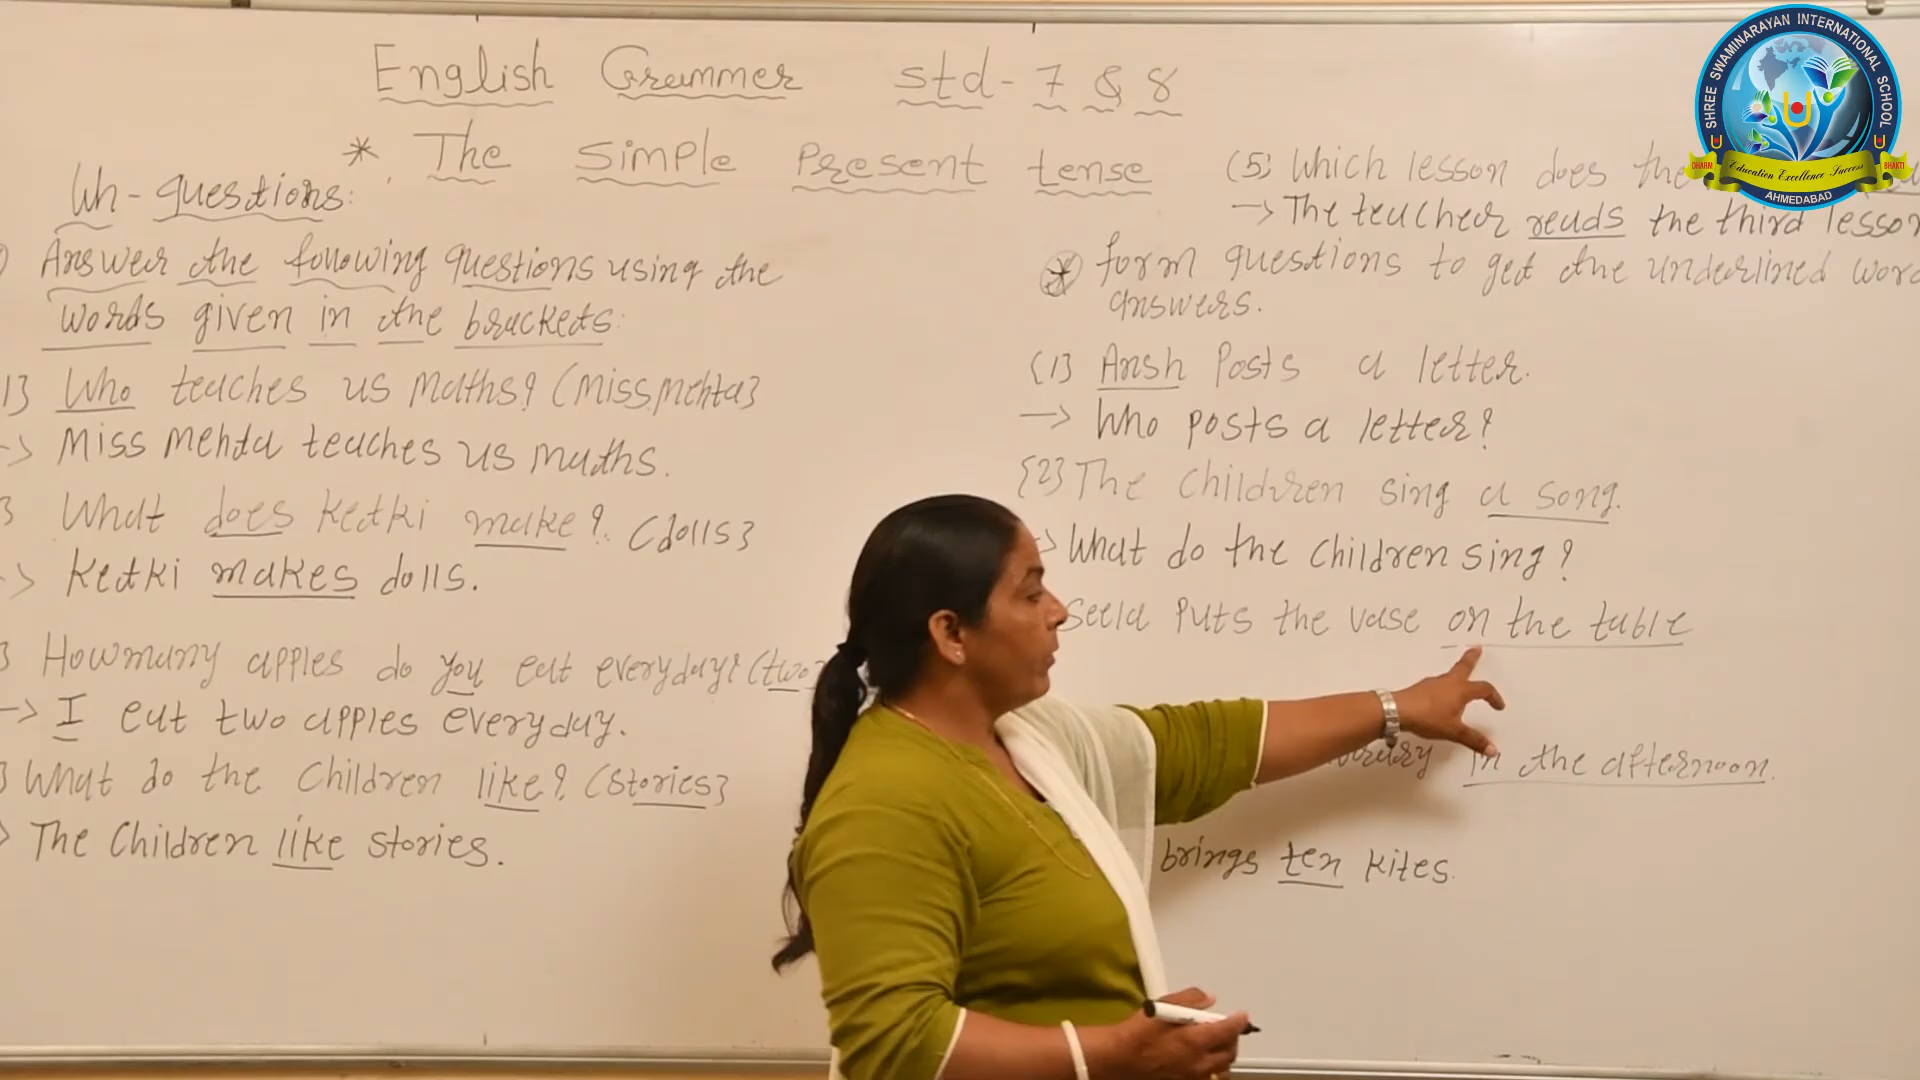 English Grammer std- 7 & 8
* The simple Present tense
Wh-questions:
Answer the following questions using the
words given in the brackets:
1} Who teaches us Maths? (Miss Mehta}
-> Miss Mehta teaches us maths.
} What does Ketki make? (dolls}
-> Ketki makes dolls.
} Howmany apples do you eat everyday? (two
-> I eat two apples everyday.
} What do the children like? (stories}
The Children like stories.
(5} Which lesson does the
-> The teacher reads the third lesson
* form questions to get the underlined
answers.
{1} Ansh Posts a letter.
-> Who posts a letter?
{2} The children sing a song.
-> What do the children sing?
puts the vase on the table
in the afternoon.
brings ten kites.
SHREE SWAMINARAYAN INTERNATIONAL SCHOOL
DHARM
Education Excellence Success
BHAKTI
AHMEDABAD